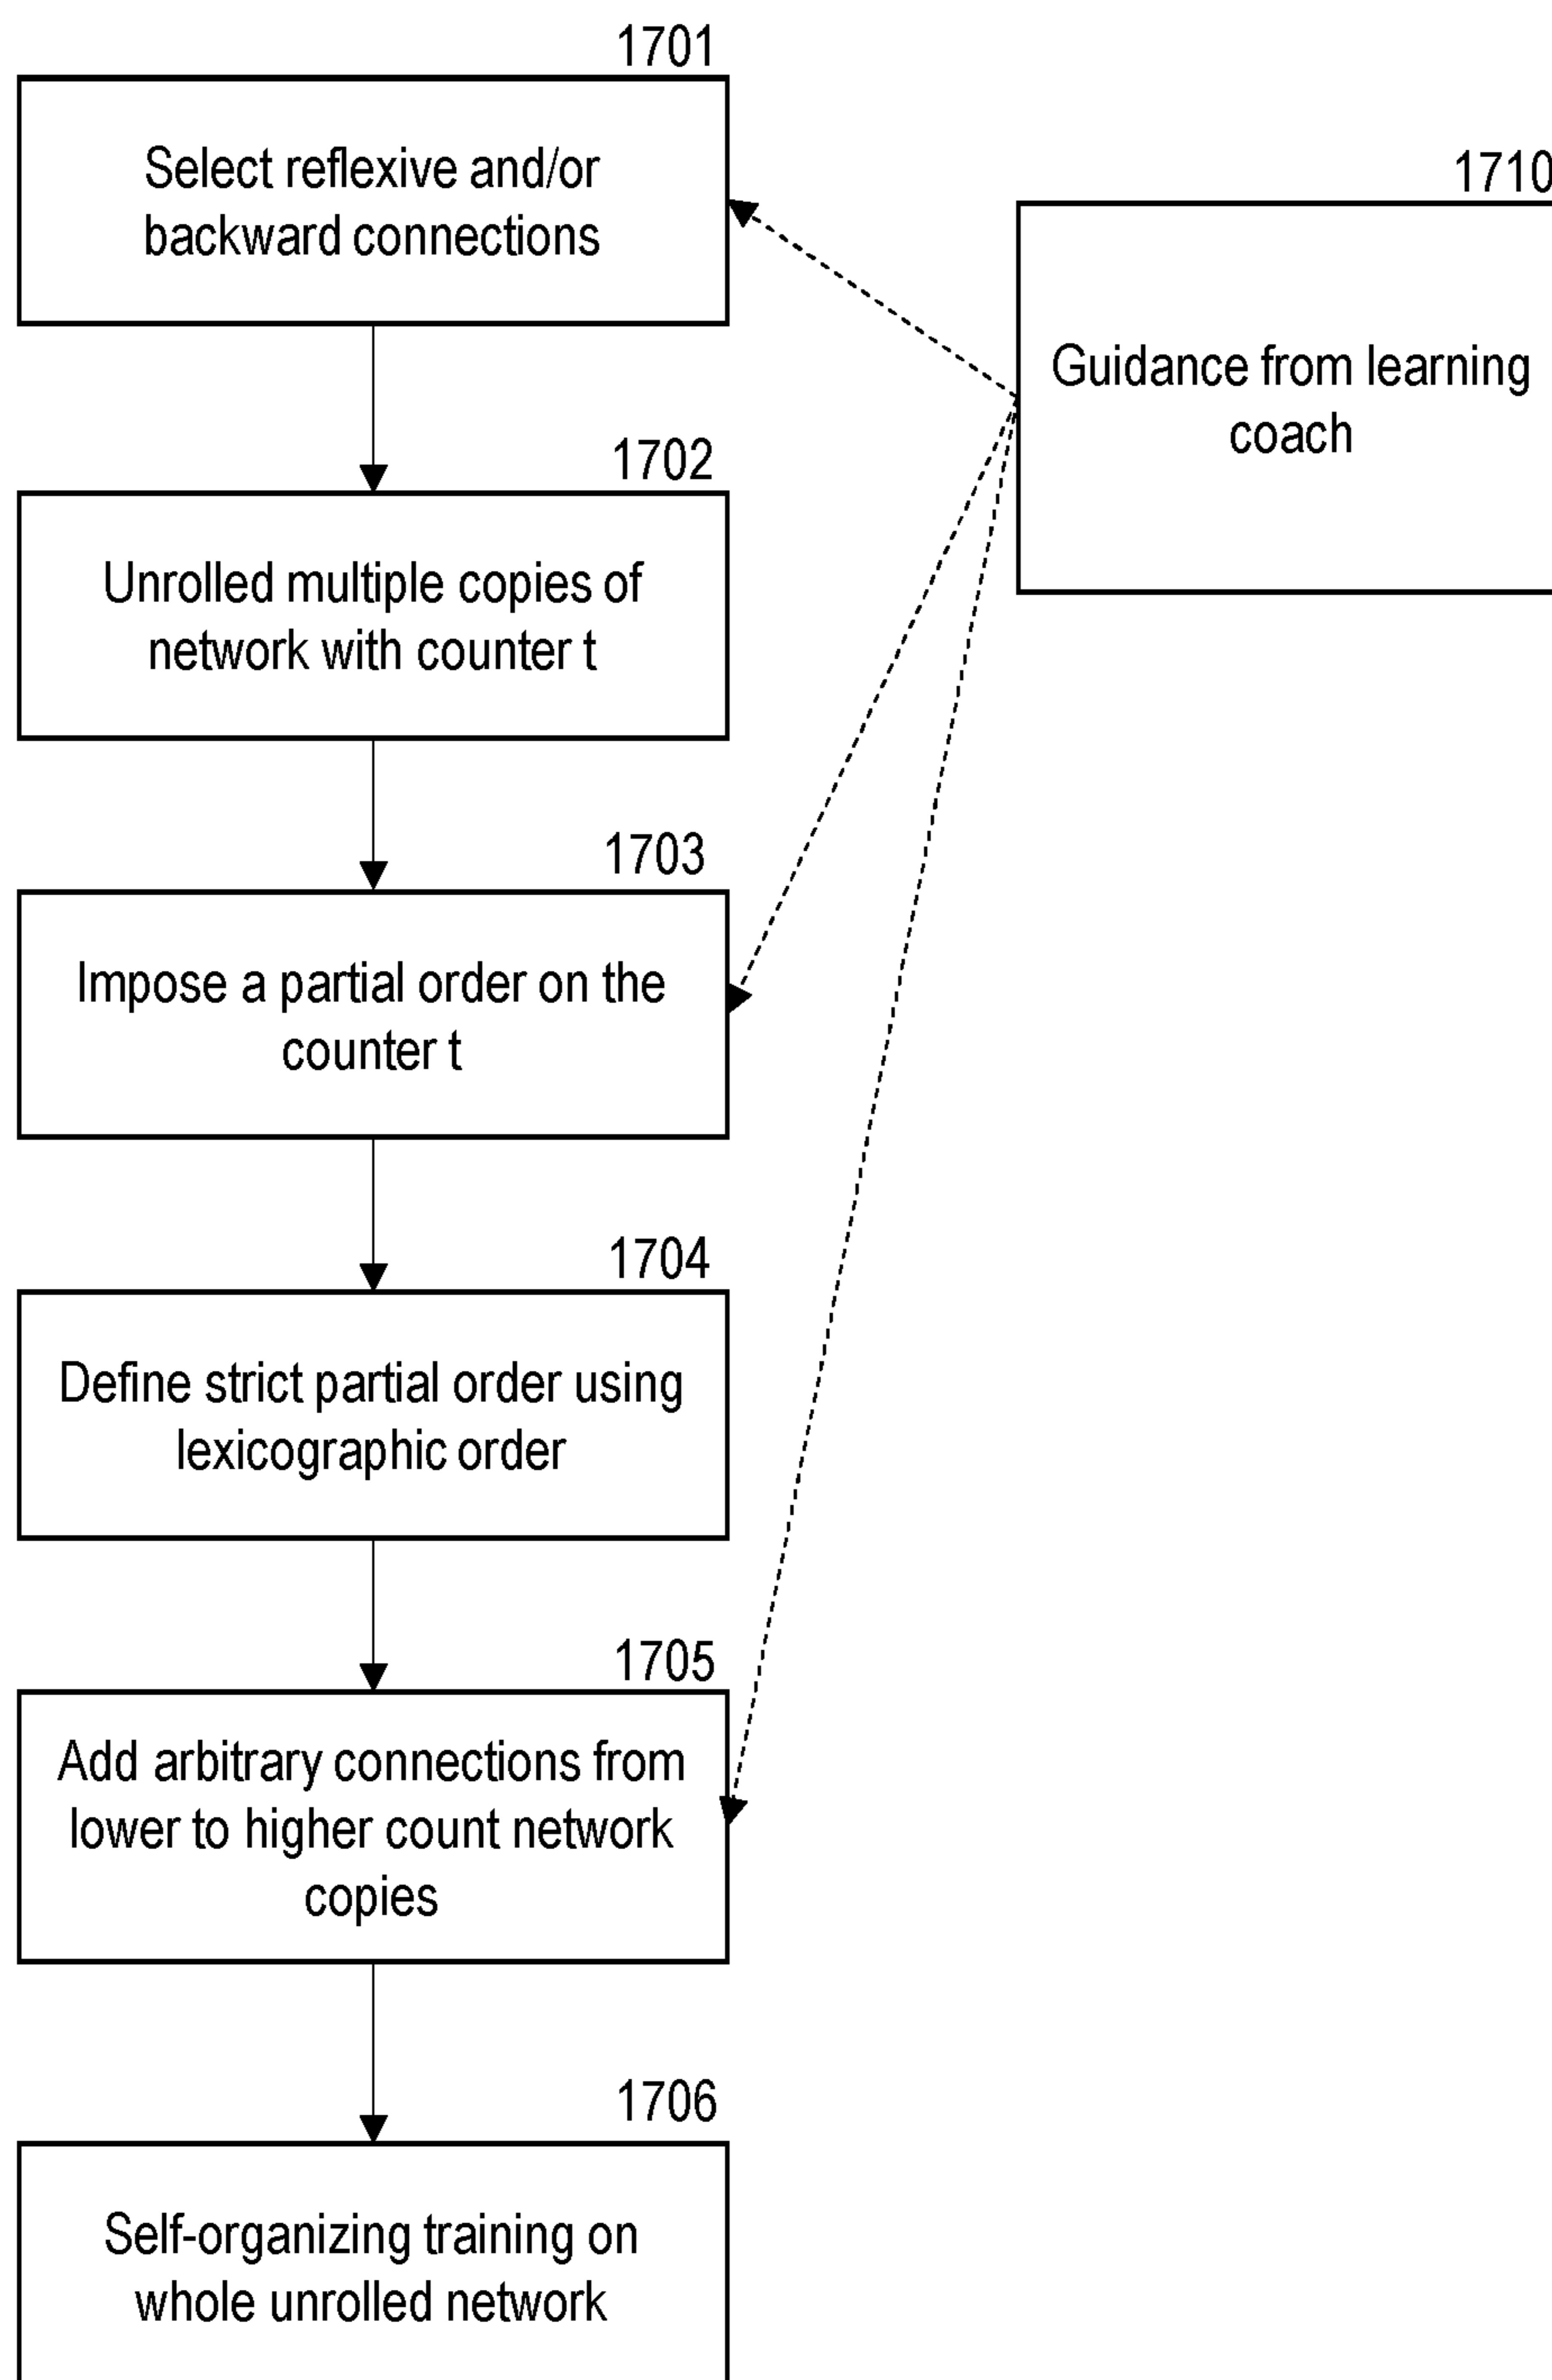 1701
Select reflexive and/or
backward connections
1710
Guidance from learning
coach
1702
Unrolled multiple copies of
network with counter t
1703
Impose a partial order on the
counter t
1704
Define strict partial order using
lexicographic order
1705
Add arbitrary connections from
lower to higher count network
copies
1706
Self-organizing training on
whole unrolled network